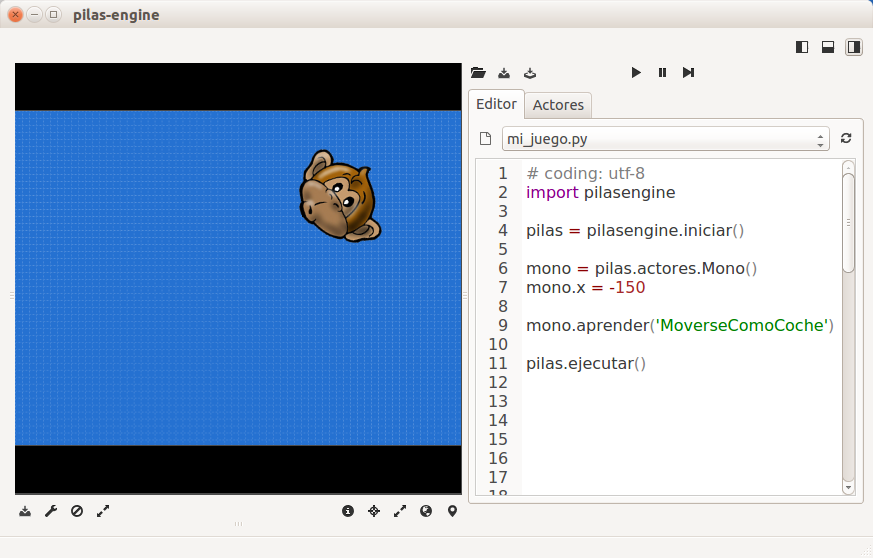 pilas-engine
Editor
Actores
mi_juego.py
1 # coding: utf-8
2 import pilasengine
3
4 pilas = pilasengine.iniciar()
5
6 mono = pilas.actores.Mono()
7 mono.x = -150
8
9 mono.aprender('MoverseComoCoche')
10
11 pilas.ejecutar()
12
13
14
15
16
17
18